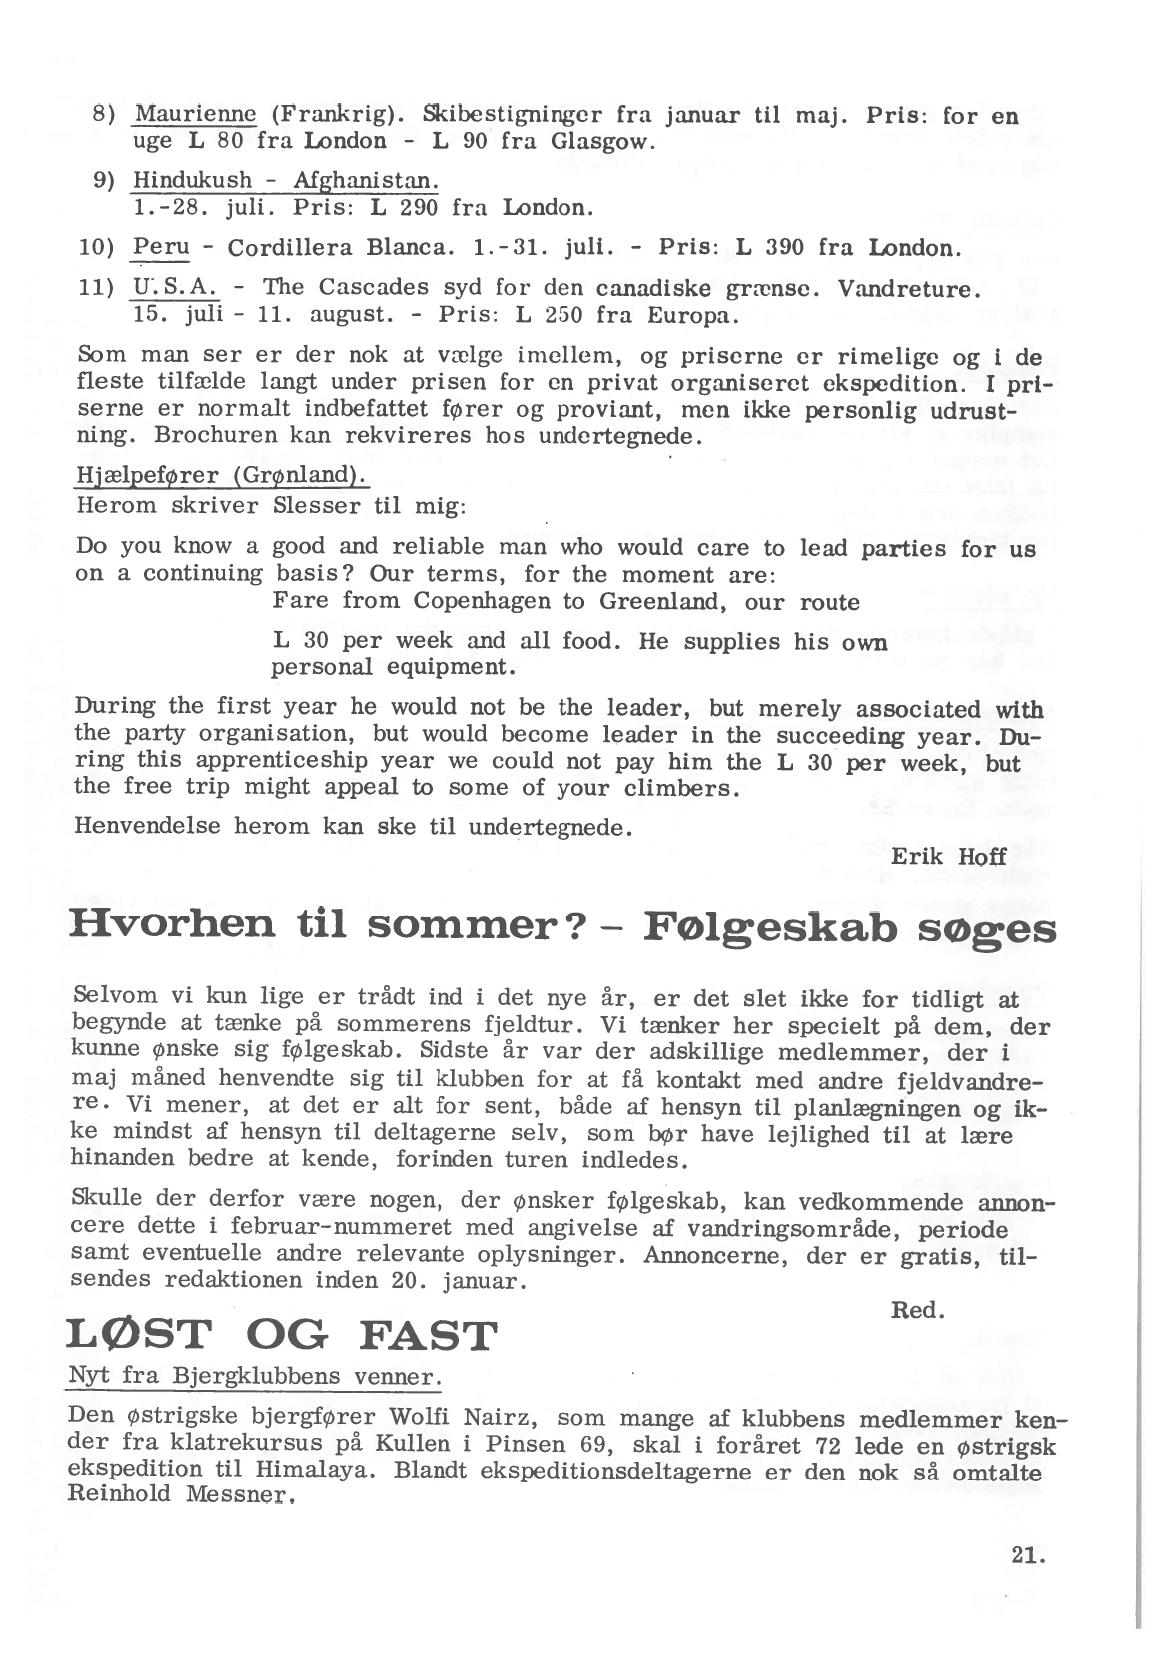 8) Maurienne (Frankrig). Skibestigninger fra januar til maj. Pris: for en
uge L 80 fra London - L 90 fra Glasgow.
9) Hindukush - Afghanistan.
1.-28. juli. Pris: L 290 fra London.
10) Peru - Cordillera Blanca. 1.-31. juli. - Pris: L 390 fra London.
11) U.S.A. - The Cascades syd for den canadiske grænse. Vandreture.
15. juli - 11. august. - Pris: L 250 fra Europa.
Som man ser er der nok at vælge imellem, og priserne er rimelige og i de
fleste tilfælde langt under prisen for en privat organiseret ekspedition. I pri-
serne er normalt indbefattet fører og proviant, men ikke personlig udrust-
ning. Brochuren kan rekvireres hos undertegnede.
Hjælpefører (Grønland).
Herom skriver Slesser til mig:
Do you know a good and reliable man who would care to lead parties for us
on a continuing basis? Our terms, for the moment are:
Fare from Copenhagen to Greenland, our route
L 30 per week and all food. He supplies his own
personal equipment.
During the first year he would not be the leader, but merely associated with
the party organisation, but would become leader in the succeeding year. Du-
ring this apprenticeship year we could not pay him the L 30 per week, but
the free trip might appeal to some of your climbers.
Henvendelse herom kan ske til undertegnede.
Erik Hoff
Hvorhen til sommer? - Følgeskab søges
Selvom vi kun lige er trådt ind i det nye år, er det slet ikke for tidligt at
begynde at tænke på sommerens fjeldtur. Vi tænker her specielt på dem, der
kunne ønske sig følgeskab. Sidste år var der adskillige medlemmer, der i
maj måned henvendte sig til klubben for at få kontakt med andre fjeldvandre-
re. Vi mener, at det er alt for sent, både af hensyn til planlægningen og ik-
ke mindst af hensyn til deltagerne selv, som bør have lejlighed til at lære
hinanden bedre at kende, forinden turen indledes.
Skulle der derfor være nogen, der ønsker følgeskab, kan vedkommende annon-
cere dette i februar-nummeret med angivelse af vandringsområde, periode
samt eventuelle andre relevante oplysninger. Annoncerne, der er gratis, til-
sendes redaktionen inden 20. januar.
Red.
LØST OG FAST
Nyt fra Bjergklubbens venner.
Den østrigske bjergfører Wolfi Nairz, som mange af klubbens medlemmer ken-
der fra klatrekursus på Kullen i Pinsen 69, skal i foråret 72 lede en østrigsk
ekspedition til Himalaya. Blandt ekspeditionsdeltagerne er den nok så omtalte
Reinhold Messner.
21.